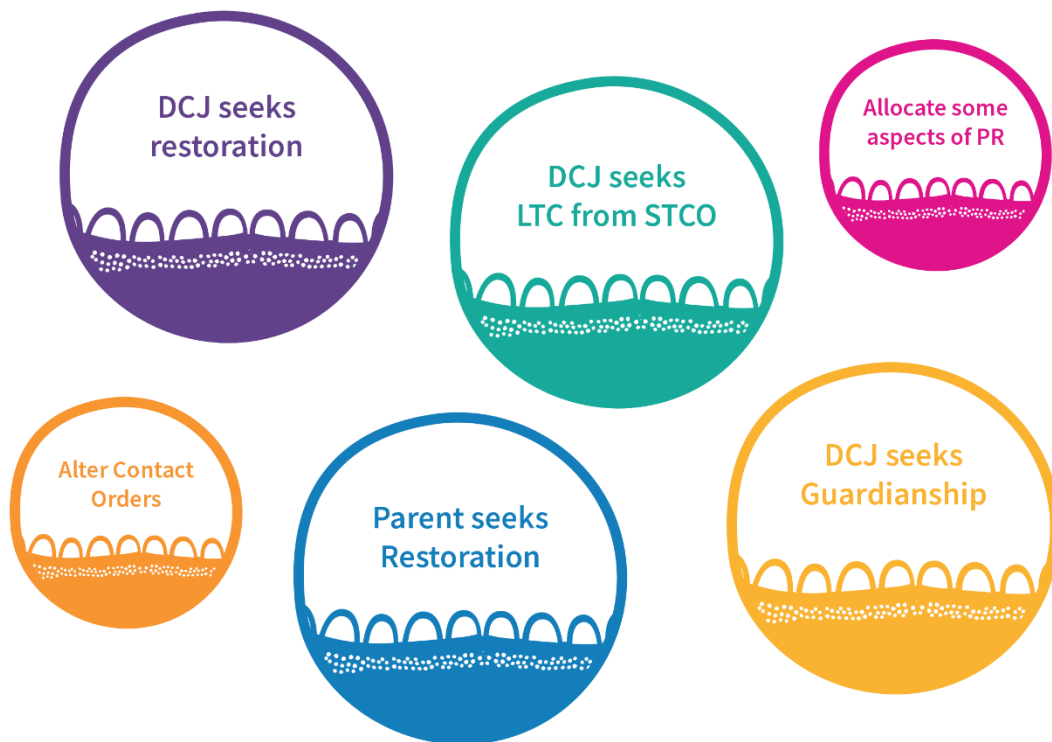 DCJ seeks
restoration
DCJ seeks
LTC from STCO
Allocate some
aspects of PR
Alter Contact
Orders
Parent seeks
Restoration
DCJ seeks
Guardianship